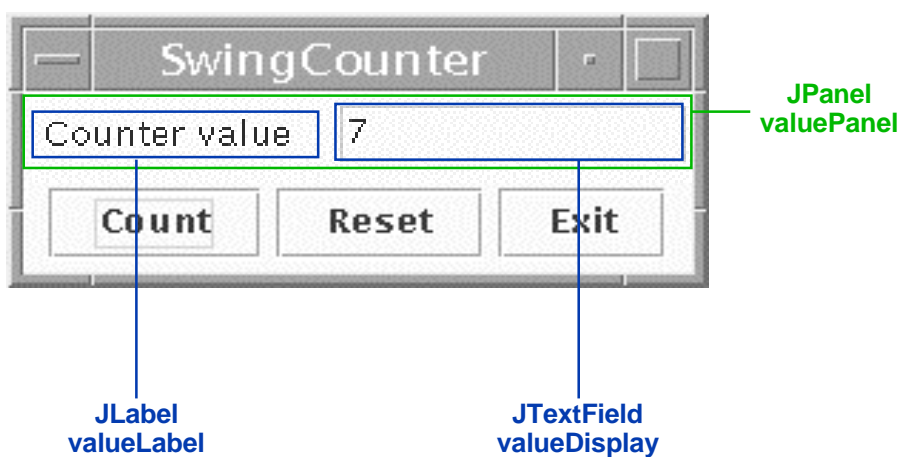 SwingCounter
JPanel
valuePanel
Counter value 7
Count Reset Exit
JLabel
valueLabel
JTextField
valueDisplay